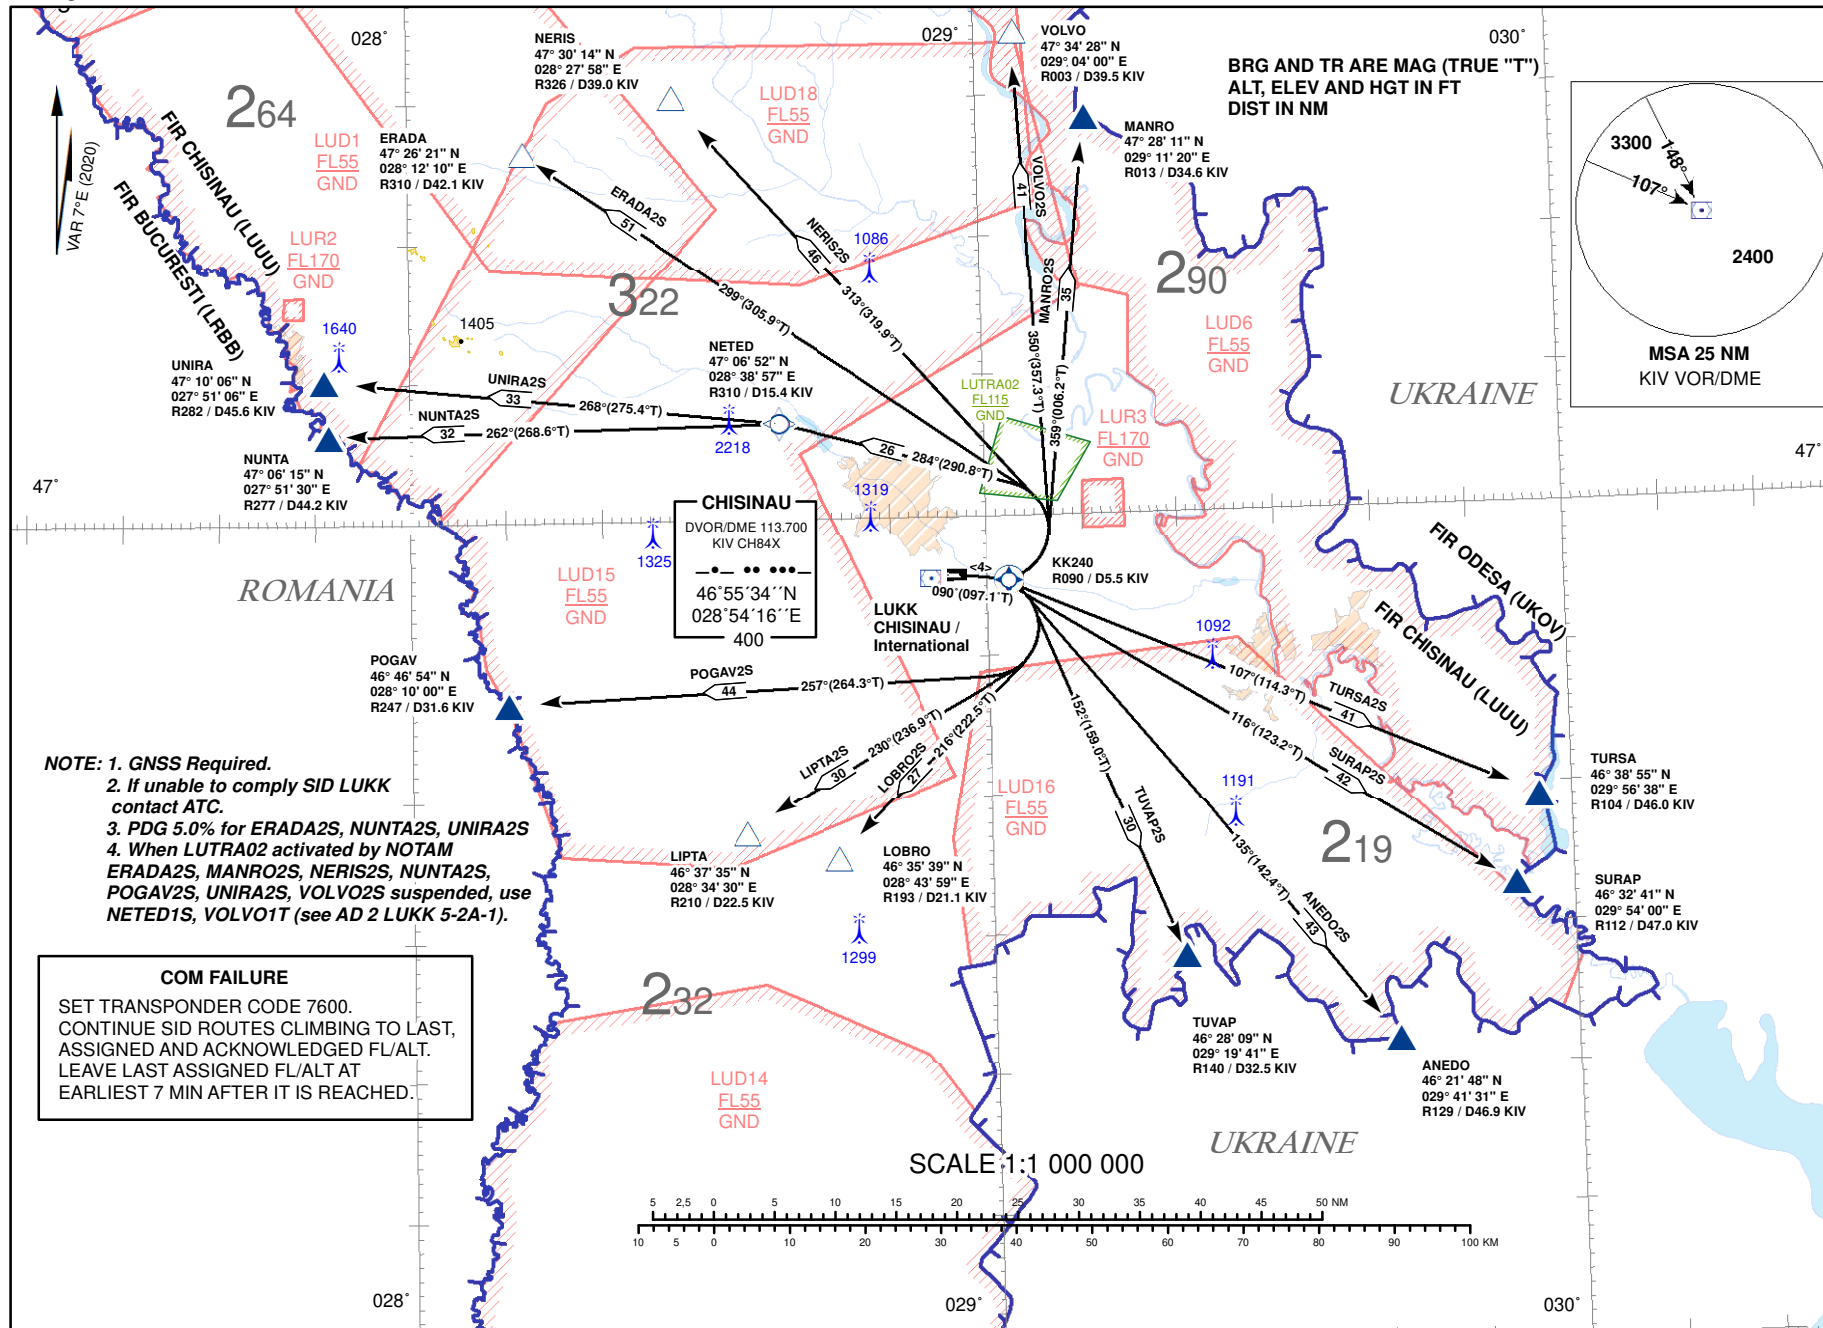 028°
029°
030°
NERIS
47° 30' 14" N
028° 27' 58" E
R326 / D39.0 KIV
VOLVO
47° 34' 28" N
029° 04' 00" E
R003 / D39.5 KIV
BRG AND TR ARE MAG (TRUE "T")
ALT, ELEV AND HGT IN FT
DIST IN NM
264
LUD1
FL55
GND
LUD18
FL55
GND
ERADA
47° 26' 21" N
028° 12' 10" E
R310 / D42.1 KIV
MANRO
47° 28' 11" N
029° 11' 20" E
R013 / D34.6 KIV
3300
148°
107°
2400
MSA 25 NM
KIV VOR/DME
VAR 7°E (2020)
FIR CHISINAU (LUUU)
FIR BUCURESTI (LRBB)
LUR2
FL170
GND
ERADA2S
51
299°(305.9°T)
NERIS2S
46
313°(319.9°T)
1086
VOLVO2S
41
350°(357.3°T)
MANRO2S
35
359°(006.2°T)
322
290
1640
1405
LUD6
FL55
GND
UKRAINE
UNIRA
47° 10' 06" N
027° 51' 06" E
R282 / D45.6 KIV
NETED
47° 06' 52" N
028° 38' 57" E
R310 / D15.4 KIV
UNIRA2S
33
268°(275.4°T)
NUNTA2S
32
262°(268.6°T)
2218
26
284°(290.8°T)
LUTRA02
FL115
GND
LUR3
FL170
GND
NUNTA
47° 06' 15" N
027° 51' 30" E
R277 / D44.2 KIV
47°
47°
1319
1325
CHISINAU
DVOR/DME 113.700
KIV CH84X
46°55´34´´N
028°54´16´´E
400
ROMANIA
LUD15
FL55
GND
<4>
090°(097.1°T)
KK240
R090 / D5.5 KIV
LUKK
CHISINAU /
International
FIR ODESA (UKOV)
FIR CHISINAU (LUUU)
1092
POGAV
46° 46' 54" N
028° 10' 00" E
R247 / D31.6 KIV
POGAV2S
44
257°(264.3°T)
LIPTA2S
30
230°(236.9°T)
LOBRO2S
27
216°(222.5°T)
152°(159.0°T)
TUVAP2S
30
107°(114.3°T)
TURSA2S
41
116°(123.2°T)
SURAP2S
42
135°(142.4°T)
ANEDO2S
43
1191
219
LUD16
FL55
GND
TURSA
46° 38' 55" N
029° 56' 38" E
R104 / D46.0 KIV
SURAP
46° 32' 41" N
029° 54' 00" E
R112 / D47.0 KIV
NOTE: 1. GNSS Required.
2. If unable to comply SID LUKK
contact ATC.
3. PDG 5.0% for ERADA2S, NUNTA2S, UNIRA2S
4. When LUTRA02 activated by NOTAM
ERADA2S, MANRO2S, NERIS2S, NUNTA2S,
POGAV2S, UNIRA2S, VOLVO2S suspended, use
NETED1S, VOLVO1T (see AD 2 LUKK 5-2A-1).
LIPTA
46° 37' 35" N
028° 34' 30" E
R210 / D22.5 KIV
LOBRO
46° 35' 39" N
028° 43' 59" E
R193 / D21.1 KIV
1299
232
COM FAILURE
SET TRANSPONDER CODE 7600.
CONTINUE SID ROUTES CLIMBING TO LAST,
ASSIGNED AND ACKNOWLEDGED FL/ALT.
LEAVE LAST ASSIGNED FL/ALT AT
EARLIEST 7 MIN AFTER IT IS REACHED.
TUVAP
46° 28' 09" N
029° 19' 41" E
R140 / D32.5 KIV
ANEDO
46° 21' 48" N
029° 41' 31" E
R129 / D46.9 KIV
LUD14
FL55
GND
UKRAINE
SCALE 1:1 000 000
5 2,5 0 5 10 15 20 25 30 35 40 45 50 NM
10 5 0 10 20 30 40 50 60 70 80 90 100 KM
028°
029°
030°